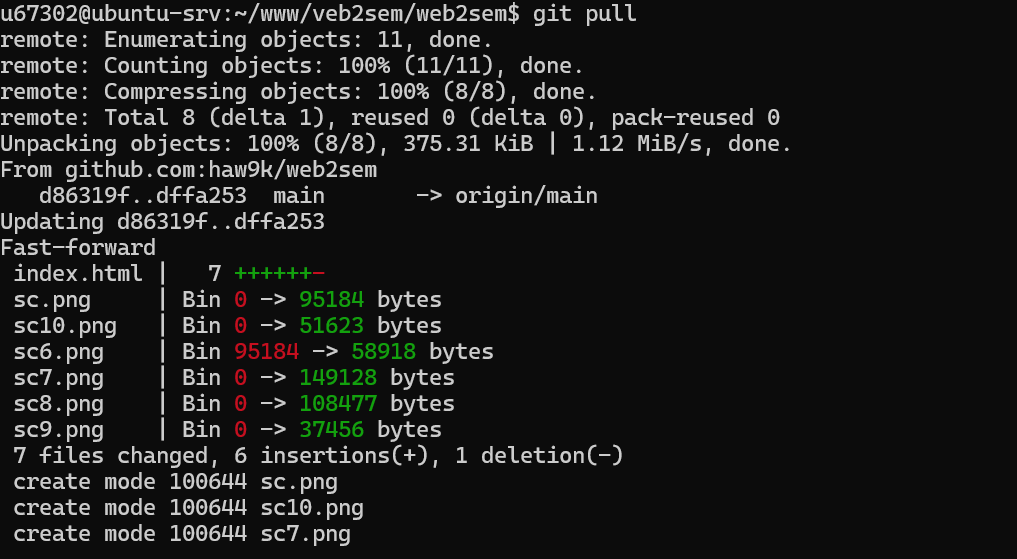 u67302@ubuntu-srv:~/www/veb2sem/web2sem$ git pull
remote: Enumerating objects: 11, done.
remote: Counting objects: 100% (11/11), done.
remote: Compressing objects: 100% (8/8), done.
remote: Total 8 (delta 1), reused 0 (delta 0), pack-reused 0
Unpacking objects: 100% (8/8), 375.31 KiB | 1.12 MiB/s, done.
From github.com:haw9k/web2sem
   d86319f..dffa253  main       -> origin/main
Updating d86319f..dffa253
Fast-forward
 index.html |   7 ++++++-
 sc.png     | Bin 0 -> 95184 bytes
 sc10.png   | Bin 0 -> 51623 bytes
 sc6.png    | Bin 95184 -> 58918 bytes
 sc7.png    | Bin 0 -> 149128 bytes
 sc8.png    | Bin 0 -> 108477 bytes
 sc9.png    | Bin 0 -> 37456 bytes
 7 files changed, 6 insertions(+), 1 deletion(-)
 create mode 100644 sc.png
 create mode 100644 sc10.png
 create mode 100644 sc7.png